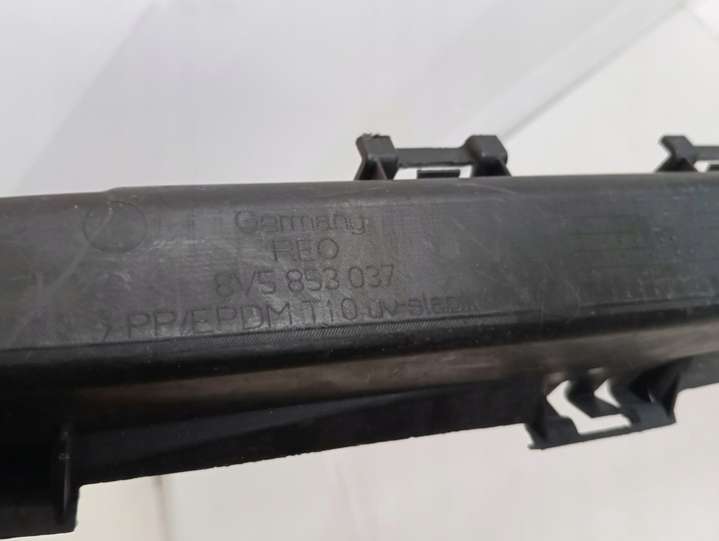 Germany
REO
8V5 853 037
>PP/EPDM T10 uv-stab.